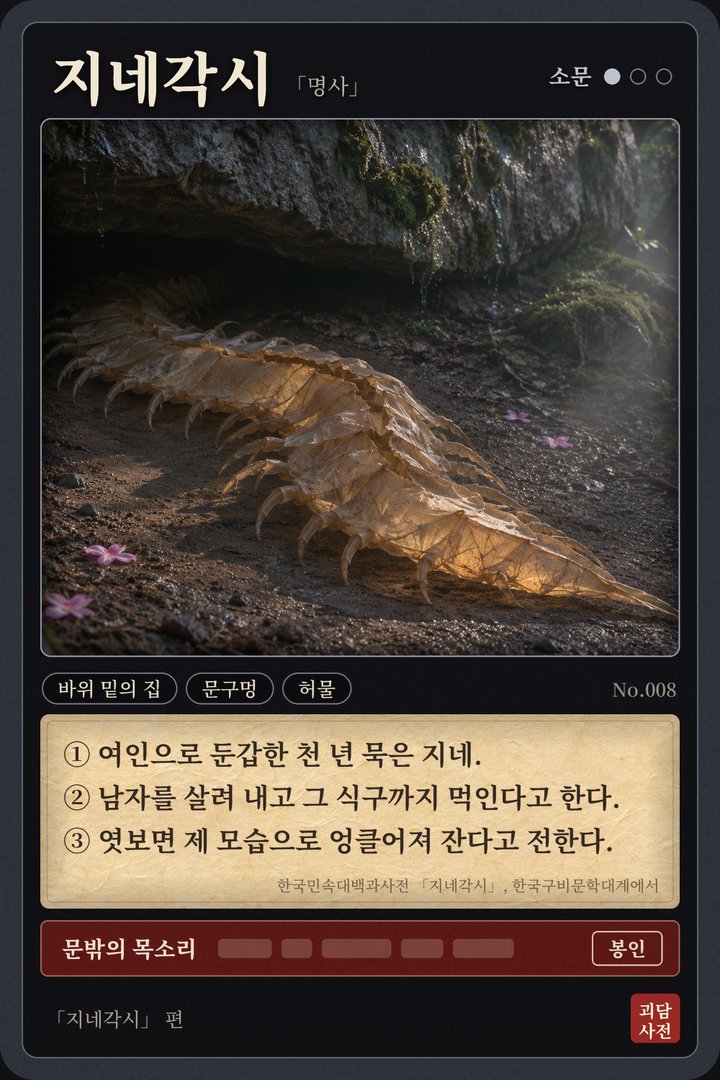 지네각시 「명사」 소문
바위 밑의 집 문구멍 허물 No.008
① 여인으로 둔갑한 천 년 묵은 지네.
② 남자를 살려 내고 그 식구까지 먹인다고 한다.
③ 엿보면 제 모습으로 엉클어져 잔다고 전한다.
한국민속대백과사전 「지네각시」, 한국구비문학대계에서
문밖의 목소리 봉인
「지네각시」 편
괴담
사전